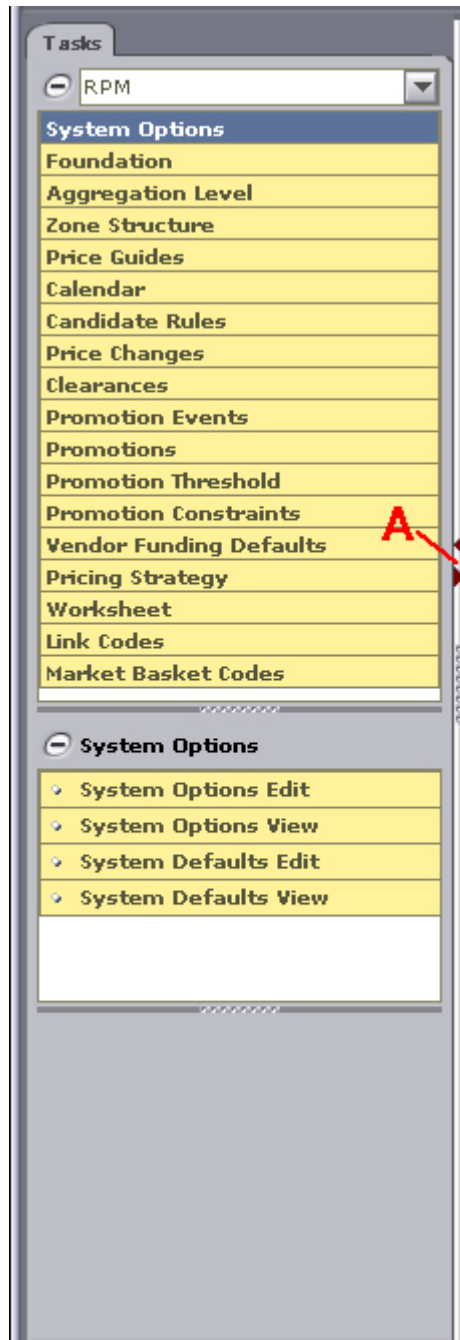 Tasks
RPM
System Options
Foundation
Aggregation Level
Zone Structure
Price Guides
Calendar
Candidate Rules
Price Changes
Clearances
Promotion Events
Promotions
Promotion Threshold
Promotion Constraints
A
Vendor Funding Defaults
Pricing Strategy
Worksheet
Link Codes
Market Basket Codes
System Options
System Options Edit
System Options View
System Defaults Edit
System Defaults View